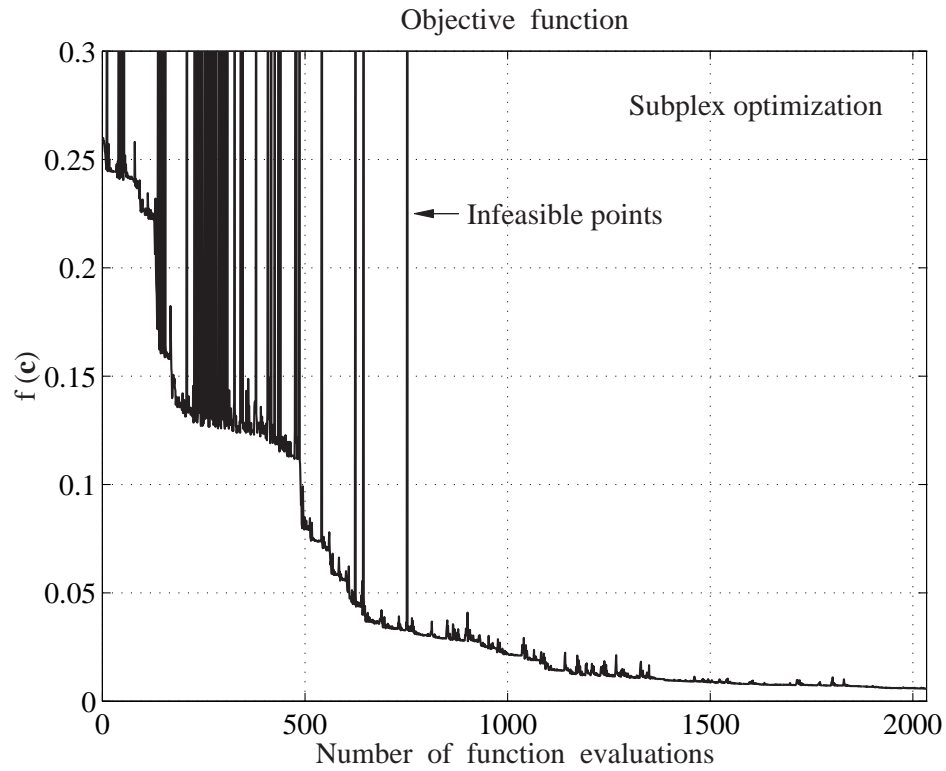 Objective function
0.3
Subplex optimization
0.25
Infeasible points
0.2
0.15
f (c)
0.1
0.05
0
0 500 1000 1500 2000
Number of function evaluations